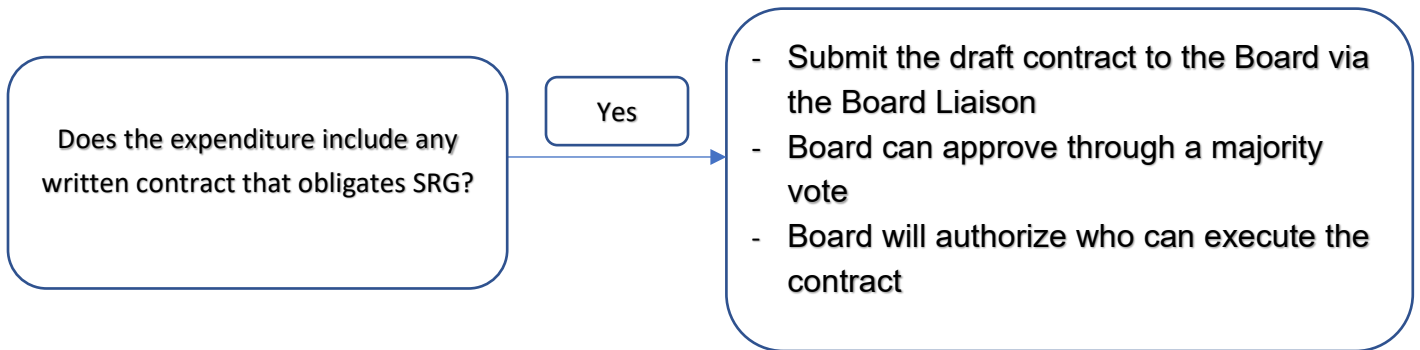 Does the expenditure include any
written contract that obligates SRG?
Yes
- Submit the draft contract to the Board via
the Board Liaison
- Board can approve through a majority
vote
- Board will authorize who can execute the
contract